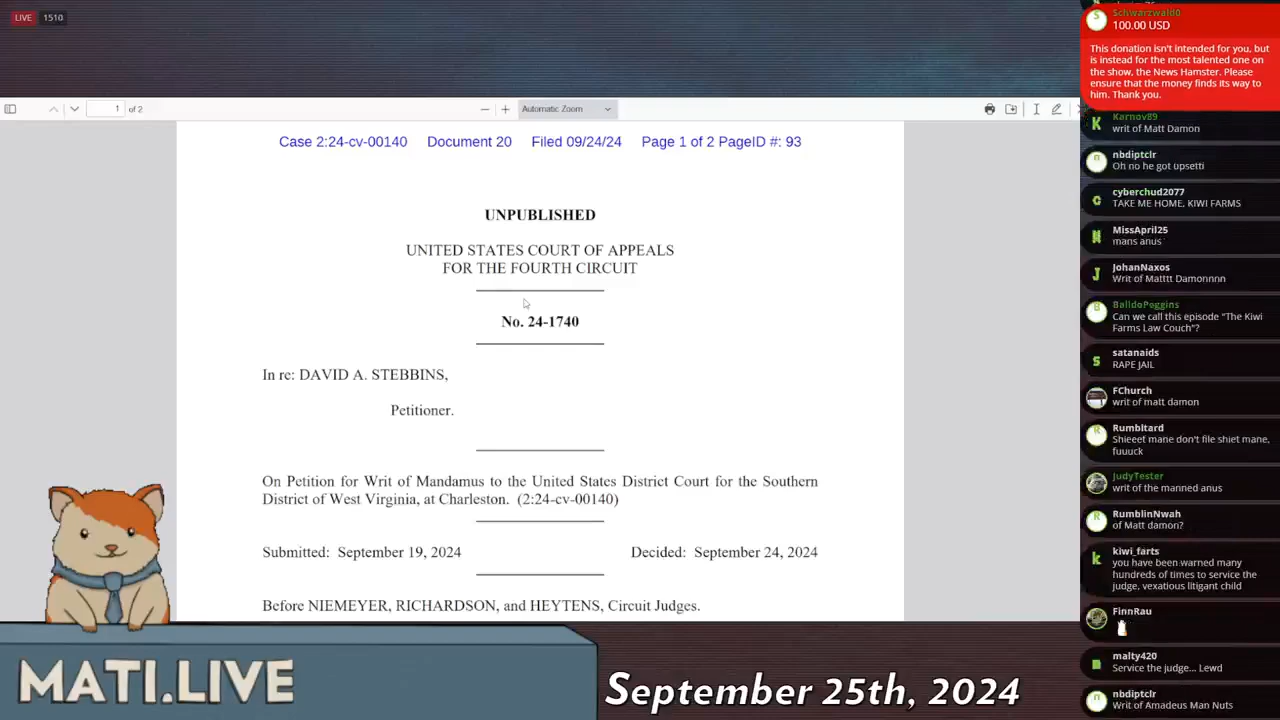 LIVE 1510
1 of 2
Automatic Zoom
Case 2:24-cv-00140 Document 20 Filed 09/24/24 Page 1 of 2 PageID #: 93
UNPUBLISHED
UNITED STATES COURT OF APPEALS
FOR THE FOURTH CIRCUIT
No. 24-1740
In re: DAVID A. STEBBINS,
Petitioner.
On Petition for Writ of Mandamus to the United States District Court for the Southern
District of West Virginia, at Charleston. (2:24-cv-00140)
Submitted: September 19, 2024 Decided: September 24, 2024
Before NIEMEYER, RICHARDSON, and HEYTENS, Circuit Judges.
MATI.LIVE
September 25th, 2024
S
Schwarzwald0
100.00 USD
This donation isn't intended for you, but
is instead for the most talented one on
the show, the News Hamster. Please
ensure that the money finds its way to
him. Thank you.
K
Karnov89
writ of Matt Damon
n
nbdiptclr
Oh no he got upsetti
cyberchud2077
TAKE ME HOME, KIWI FARMS
MissApril25
mans anus
J
JohanNaxos
Writ of Matttt Damonnnn
B
BalldoPeggins
Can we call this episode "The Kiwi
Farms Law Couch"?
s
satanaids
RAPE JAIL
FChurch
writ of matt damon
R
Rumbltard
Shieeef mane don't file shiet mane,
fuuuck
JudyTester
writ of the manned anus
R
RumblinNwah
of Matt damon?
k
kiwi_farts
you have been warned many
hundreds of times to service the
judge, vexatious litigant child
FinnRau
malty420
Service the judge... Lewd
n
nbdiptclr
Writ of Amadeus Man Nuts